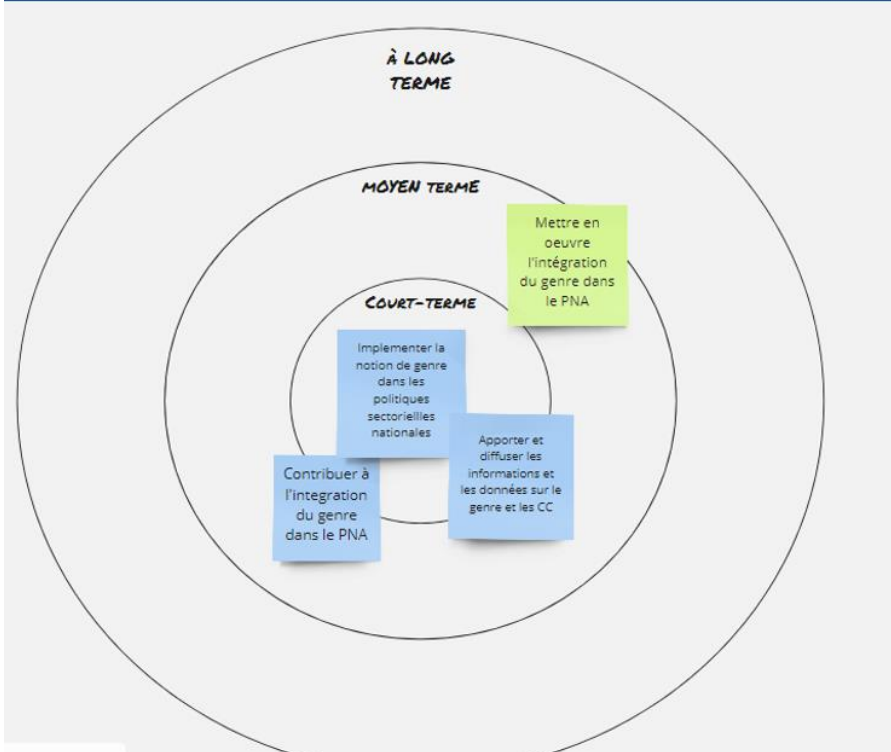 À LONG
TERME
MOYEN TERME
Mettre en
oeuvre
l'intégration
du genre dans
le PNA
COURT-TERME
Implementer la
notion de genre
dans les
politiques
sectoriellles
nationales
Apporter et
diffuser les
informations et
les données sur le
genre et les CC
Contribuer à
l'integration
du genre
dans le PNA